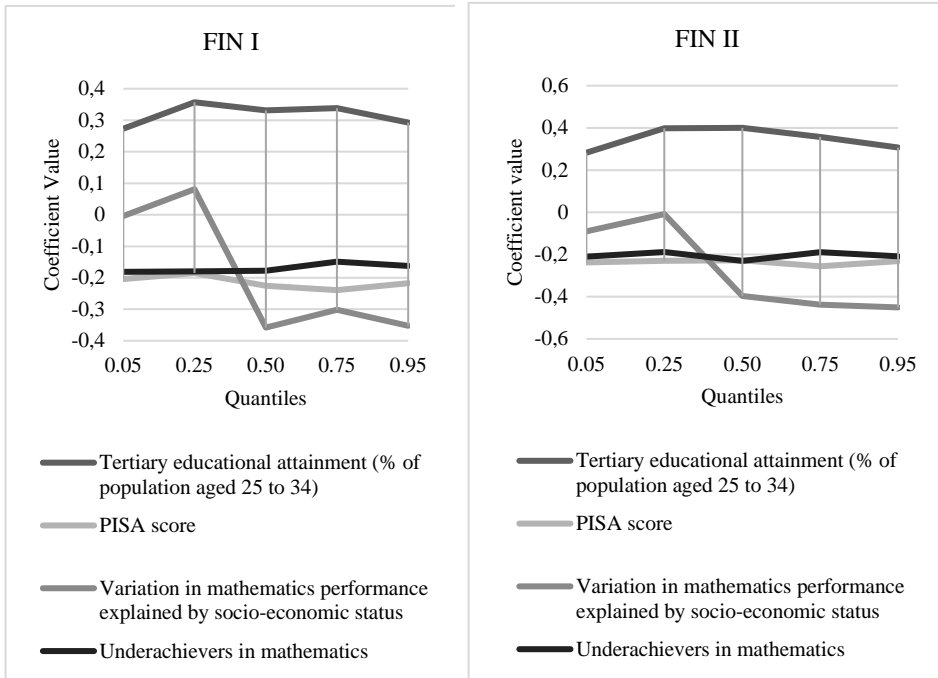 FIN I
0,4
0,3
0,2
0,1
0
-0,1
-0,2
-0,3
-0,4
Coefficient Value
0.05 0.25 0.50 0.75 0.95
Quantiles
Tertiary educational attainment (% of
population aged 25 to 34)
PISA score
Variation in mathematics performance
explained by socio-economic status
Underachievers in mathematics
FIN II
0,6
0,4
0,2
0
-0,2
-0,4
-0,6
Coefficient value
0.05 0.25 0.50 0.75 0.95
Quantiles
Tertiary educational attainment (% of
population aged 25 to 34)
PISA score
Variation in mathematics performance
explained by socio-economic status
Underachievers in mathematics